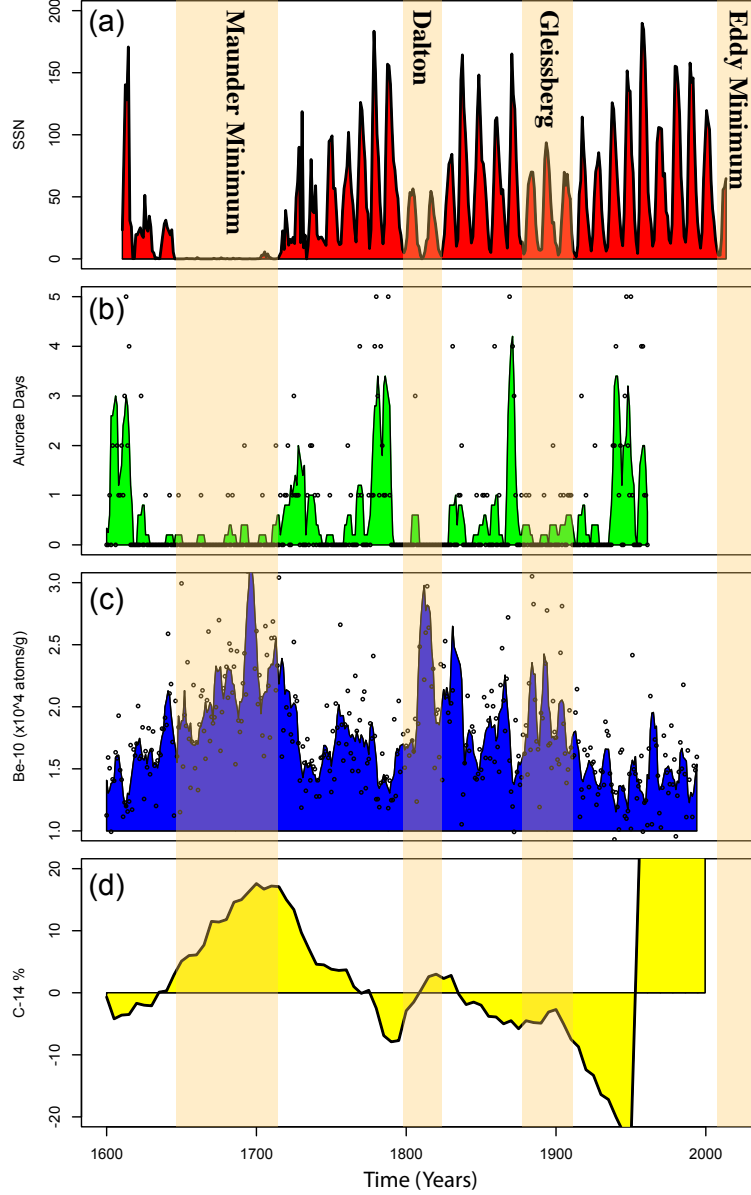 (a)
200
150
100
50
0
SSN
Maunder Minimum
Dalton
Gleissberg
Eddy Minimum
(b)
5
4
3
2
1
0
Aurorae Days
(c)
3.0
2.5
2.0
1.5
1.0
Be-10 (x10^4 atoms/g)
(d)
20
10
0
-10
-20
C-14 %
1600 1700 1800 1900 2000
Time (Years)